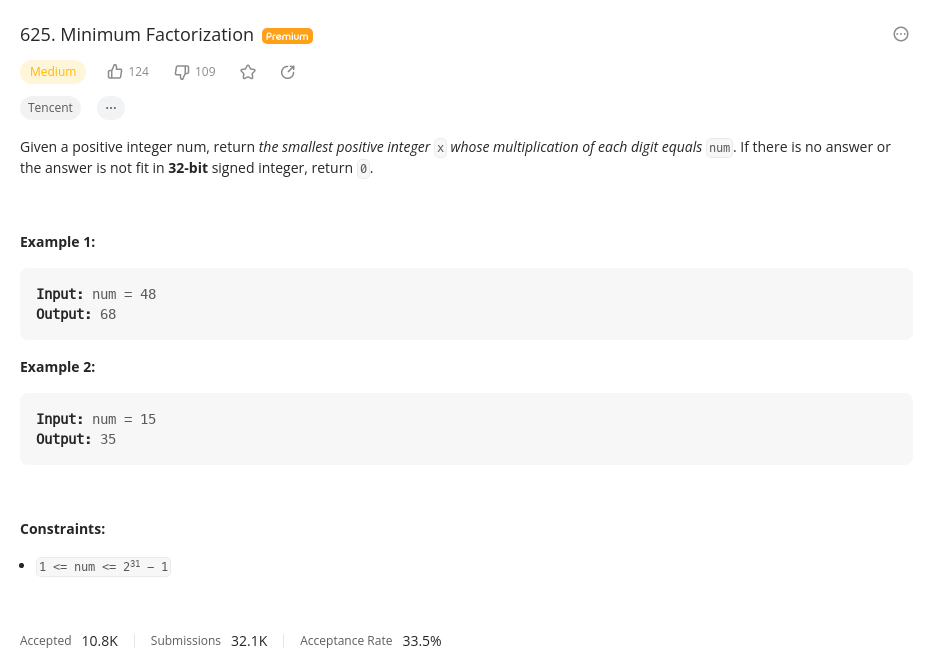 625. Minimum Factorization Premium
Medium 124 109
Tencent ...
Given a positive integer num, return the smallest positive integer x whose multiplication of each digit equals num. If there is no answer or
the answer is not fit in 32-bit signed integer, return 0.
Example 1:
Input: num = 48
Output: 68
Example 2:
Input: num = 15
Output: 35
Constraints:
• 1 <= num <= 2³¹ − 1
Accepted 10.8K Submissions 32.1K Acceptance Rate 33.5%